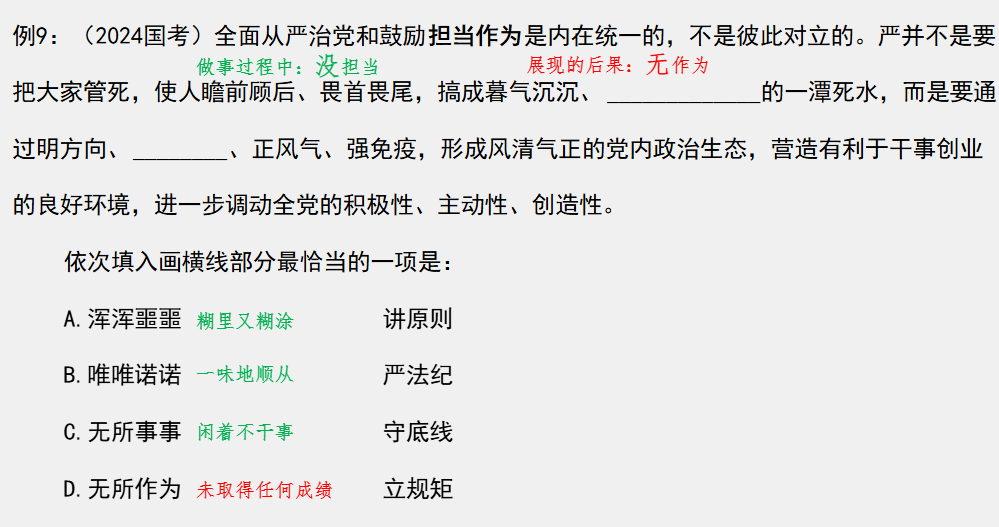 例9：（2024国考）全面从严治党和鼓励担当作为是内在统一的，不是彼此对立的。严并不是要
做事过程中：没担当 展现的后果：无作为
把大家管死，使人瞻前顾后、畏首畏尾，搞成暮气沉沉、_____________的一潭死水，而是要通
过明方向、________、正风气、强免疫，形成风清气正的党内政治生态，营造有利于干事创业
的良好环境，进一步调动全党的积极性、主动性、创造性。
依次填入画横线部分最恰当的一项是：
A.浑浑噩噩 糊里又糊涂 讲原则
B.唯唯诺诺 一味地顺从 严法纪
C.无所事事 闲着不干事 守底线
D.无所作为 未取得任何成绩 立规矩